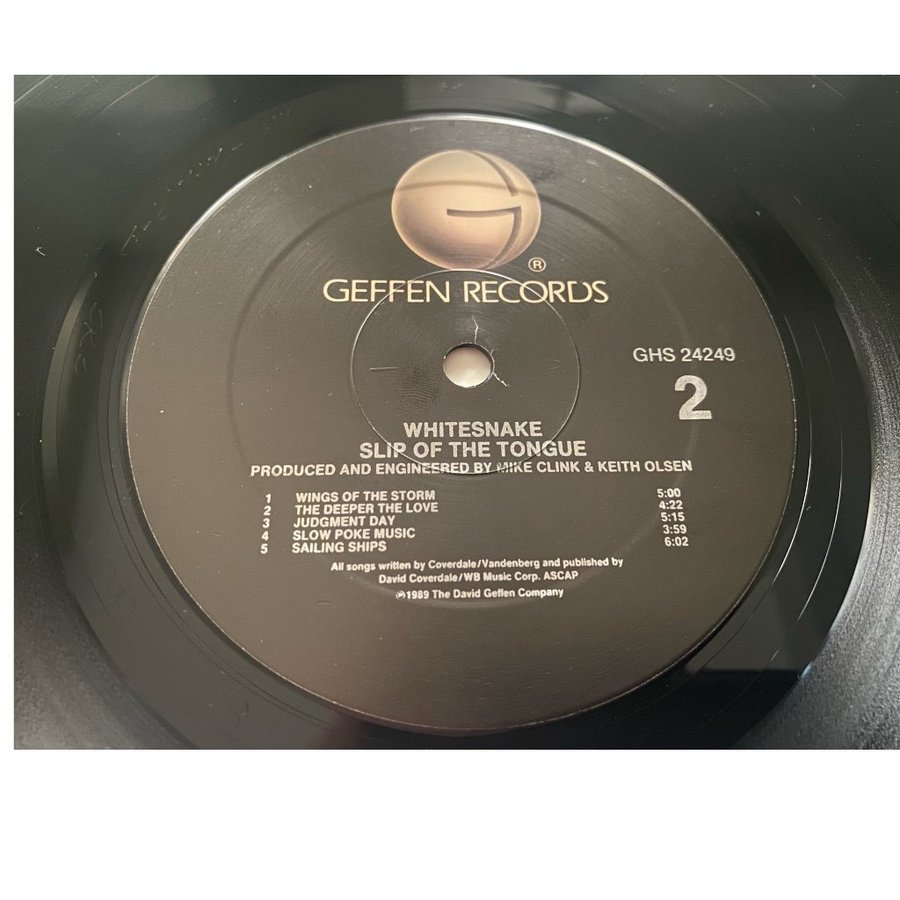 G
®
GEFFEN RECORDS
GHS 24249
2
WHITESNAKE
SLIP OF THE TONGUE
PRODUCED AND ENGINEERED BY MIKE CLINK & KEITH OLSEN
1 WINGS OF THE STORM 5:00
2 THE DEEPER THE LOVE 4:22
3 JUDGMENT DAY 5:15
4 SLOW POKE MUSIC 3:59
5 SAILING SHIPS 6:02
All songs written by Coverdale/Vandenberg and published by
David Coverdale/WB Music Corp. ASCAP
℗1989 The David Geffen Company